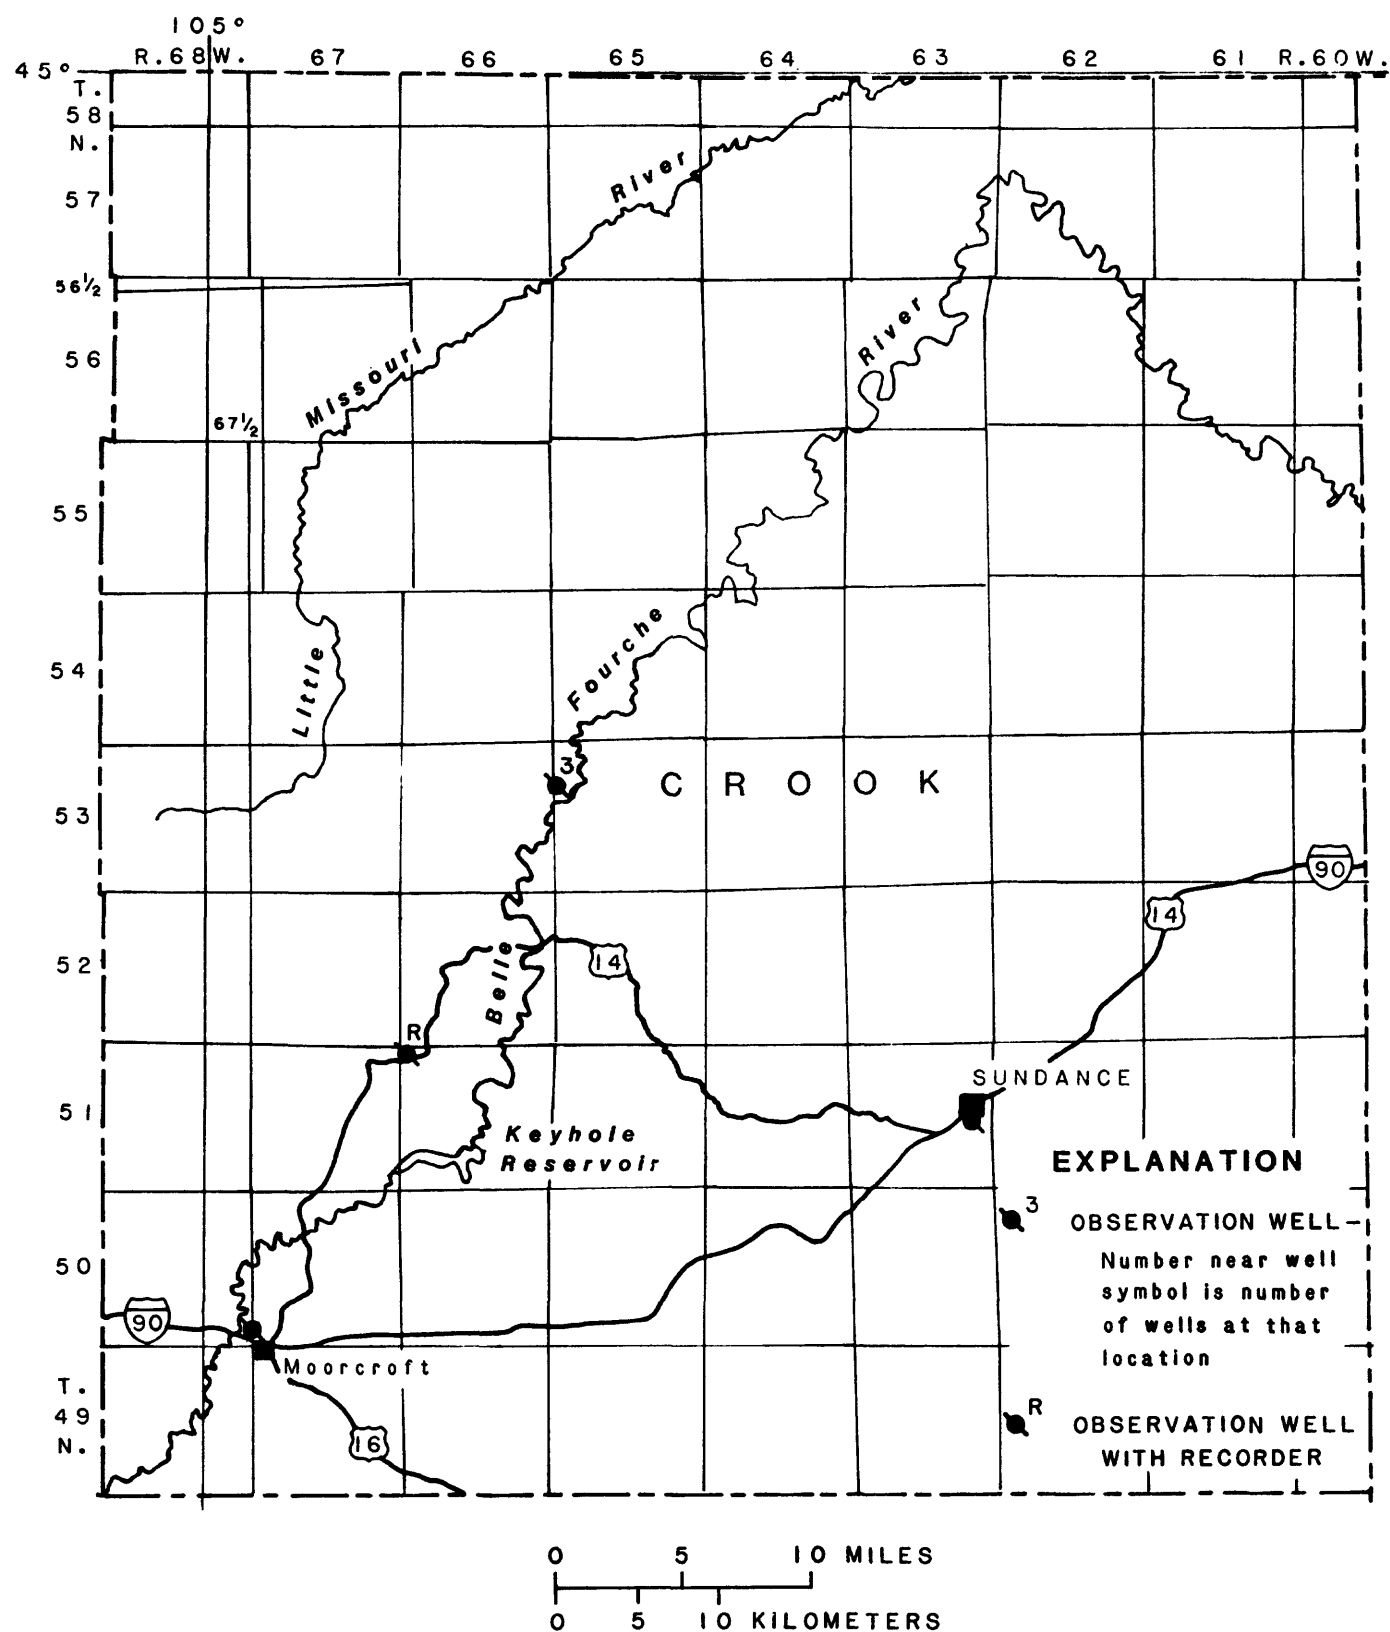 105°
R.68W. 67 66 65 64 63 62 61 R.60W.
45°
T.
58
N.
57
56½
56
67½
55
54
53
52
51
50
T.
49
N.
River
Missouri
Little
River
Fourche
Belle
3
CROOK
90
14
14
R
SUNDANCE
Keyhole
Reservoir
90
Moorcroft
16
EXPLANATION
3
OBSERVATION WELL—
Number near well
symbol is number
of wells at that
location
R
OBSERVATION WELL
WITH RECORDER
0 5 10 MILES
0 5 10 KILOMETERS